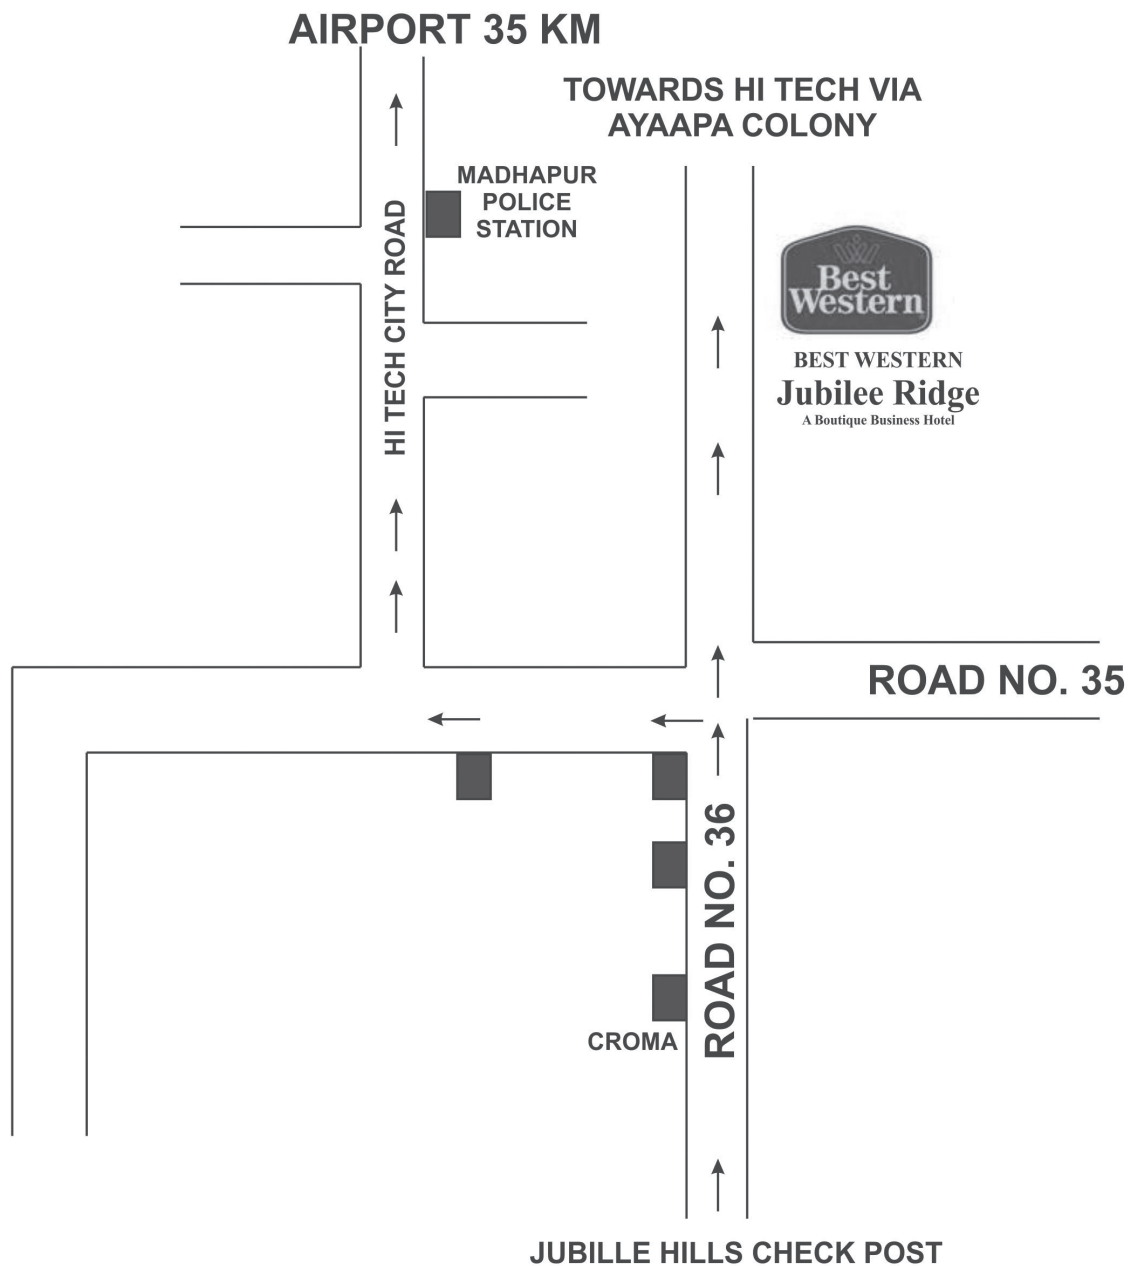 AIRPORT 35 KM
TOWARDS HI TECH VIA
AYAAPA COLONY
MADHAPUR
POLICE
STATION
HI TECH CITY ROAD
Best
Western
BEST WESTERN
Jubilee Ridge
A Boutique Business Hotel
ROAD NO. 35
ROAD NO. 36
CROMA
JUBILLE HILLS CHECK POST